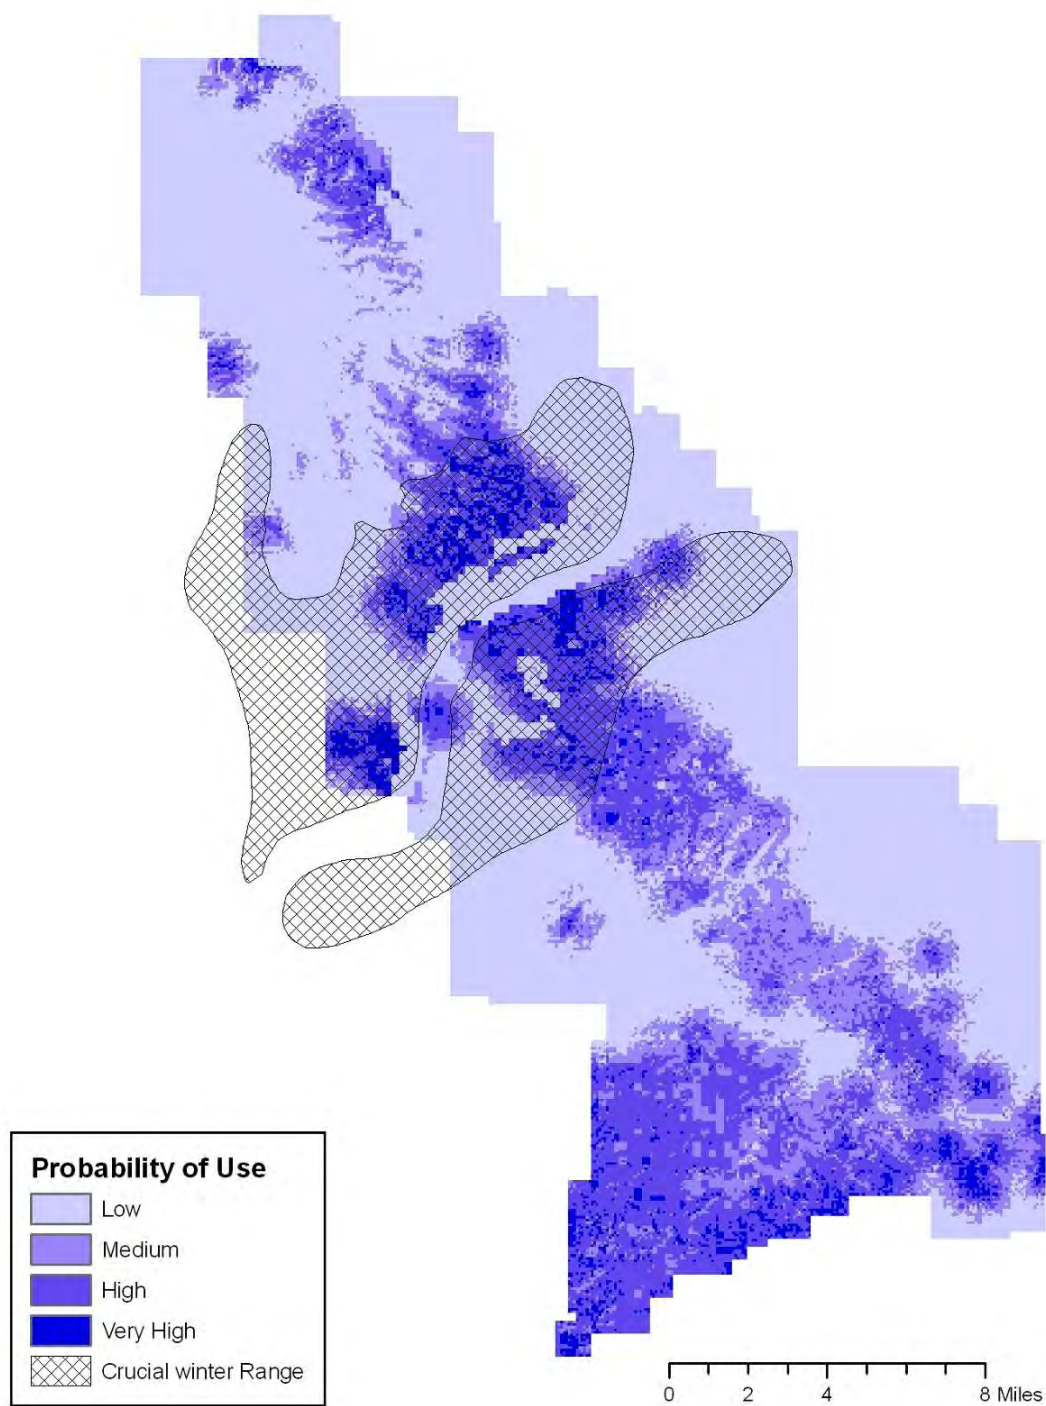 Probability of Use
Low
Medium
High
Very High
Crucial winter Range
0 2 4 8 Miles